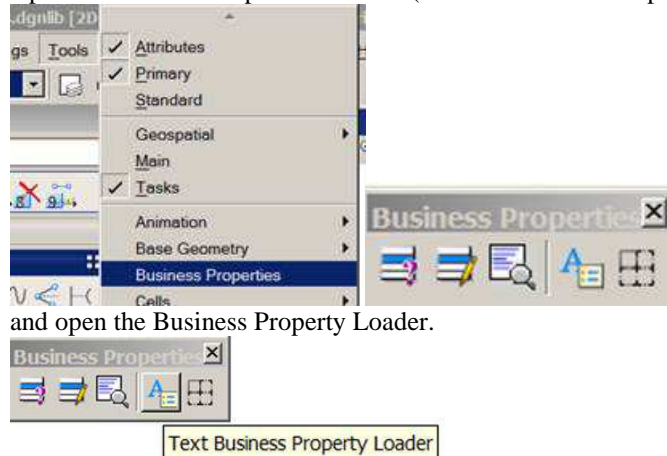 .dgnlib [2D
gs Tools
Attributes
Primary
Standard
Geospatial
Main
Tasks
Animation
Base Geometry
Business Properties
Cells
Business Properties
and open the Business Property Loader.
Business Properties
Text Business Property Loader